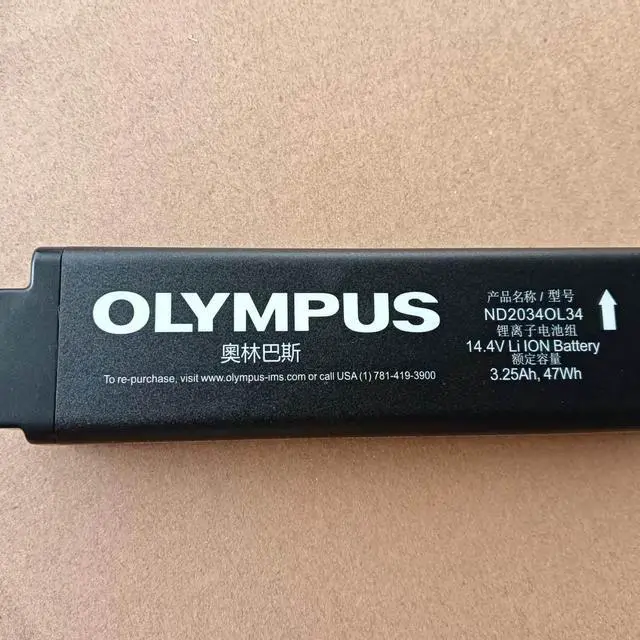 OLYMPUS
奥林巴斯
To re-purchase, visit www.olympus-ims.com or call USA (1) 781-419-3900
产品名称 / 型号
ND2034OL34
锂离子电池组
14.4V Li ION Battery
额定容量
3.25Ah, 47Wh